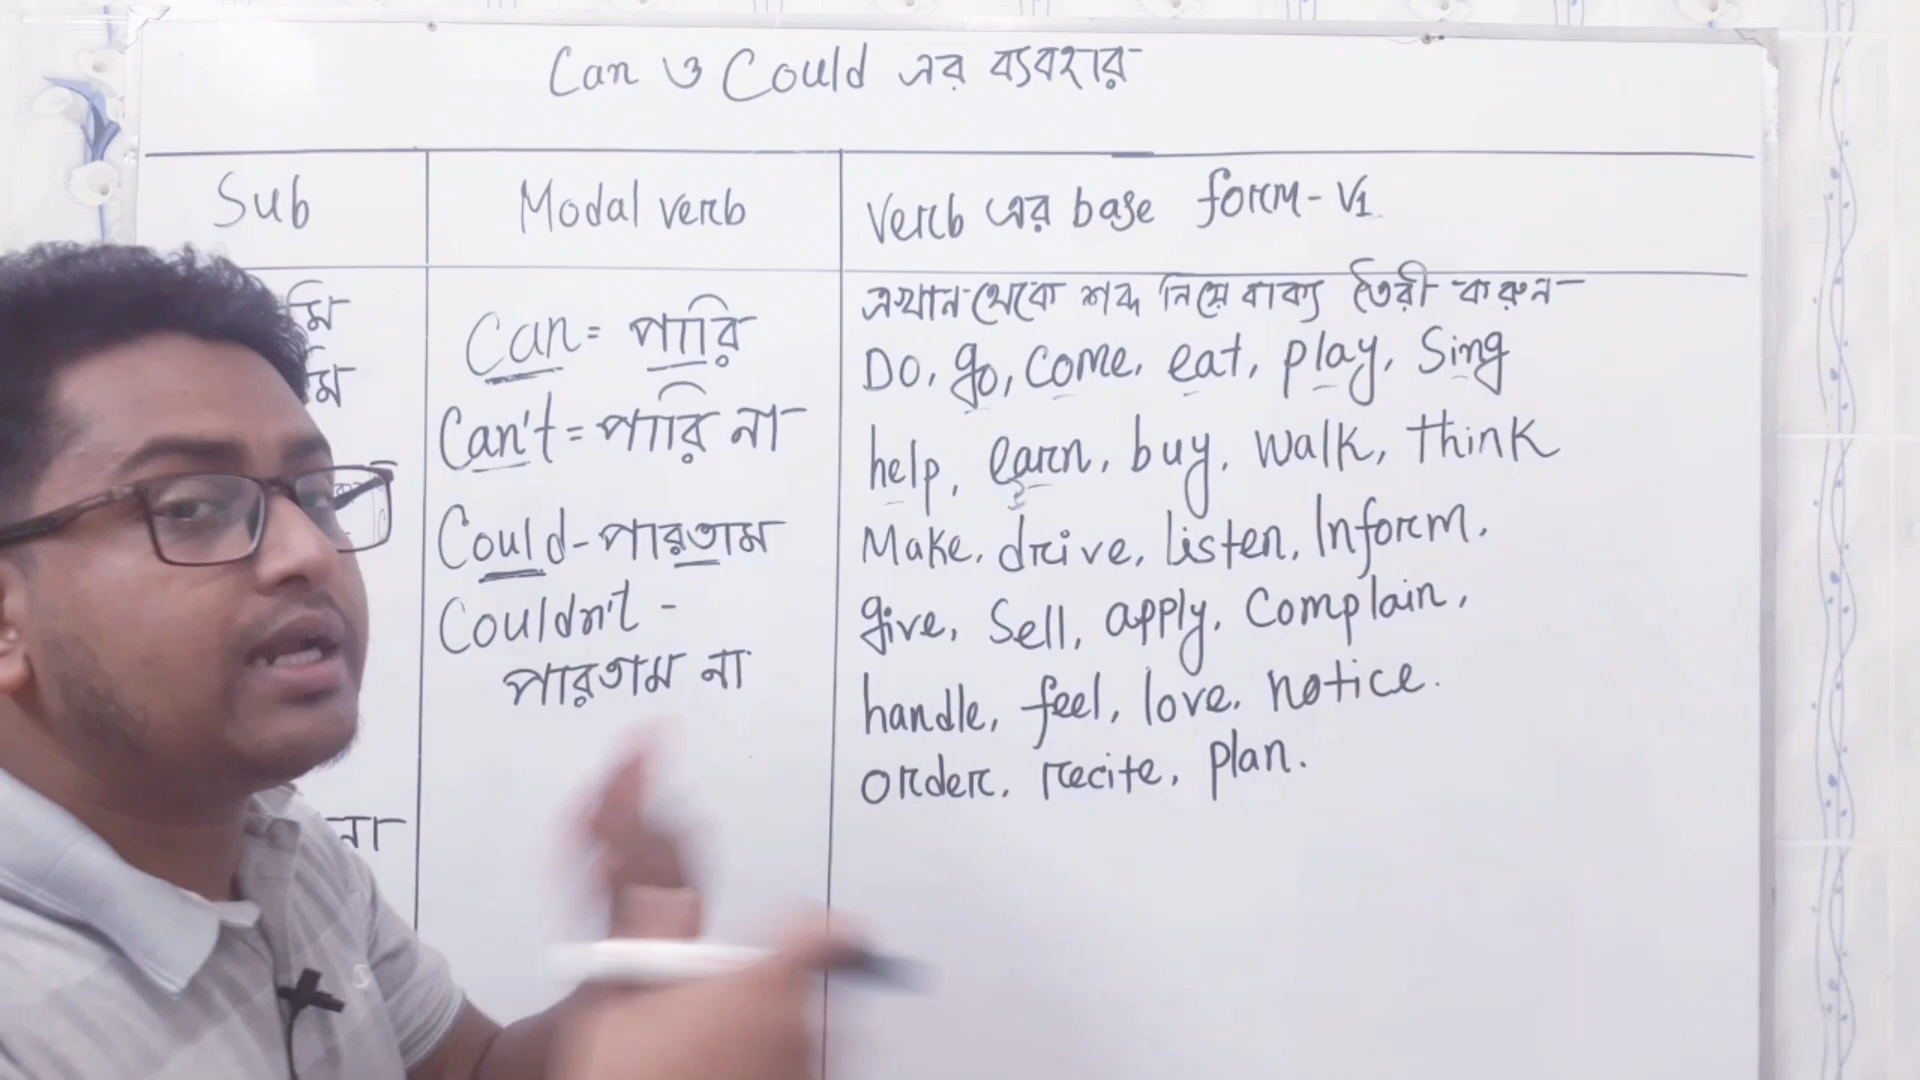 Can ও Could এর ব্যবহার
Sub
Modal verb
Verb এর base form - V1
মি
মি
না
Can = পারি
Can't = পারি না
Could - পারতাম
Couldn't -
পারতাম না
এখান থেকে শব্দ নিয়ে বাক্য তৈরী করুন
Do, go, come, eat, play, Sing
help, earn, buy, walk, think
Make, drive, listen, Inform,
give, Sell, apply, Complain,
handle, feel, love, notice.
order, recite, plan.